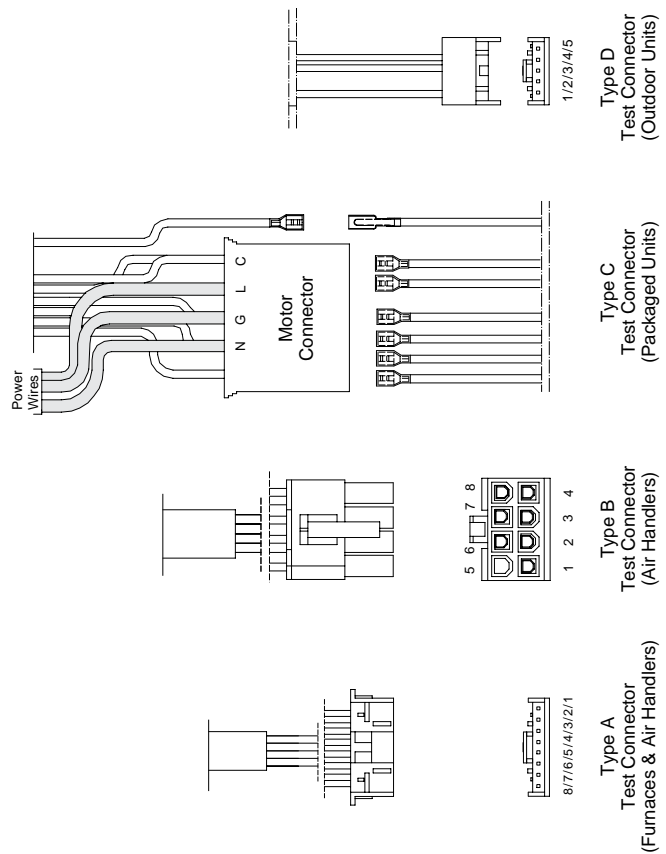 8/7/6/5/4/3/2/1
Type A
Test Connector
(Furnaces & Air Handlers)
5 6 7 8
1 2 3 4
Type B
Test Connector
(Air Handlers)
Power
Wires
N G L C
Motor
Connector
Type C
Test Connector
(Packaged Units)
1/2/3/4/5
Type D
Test Connector
(Outdoor Units)